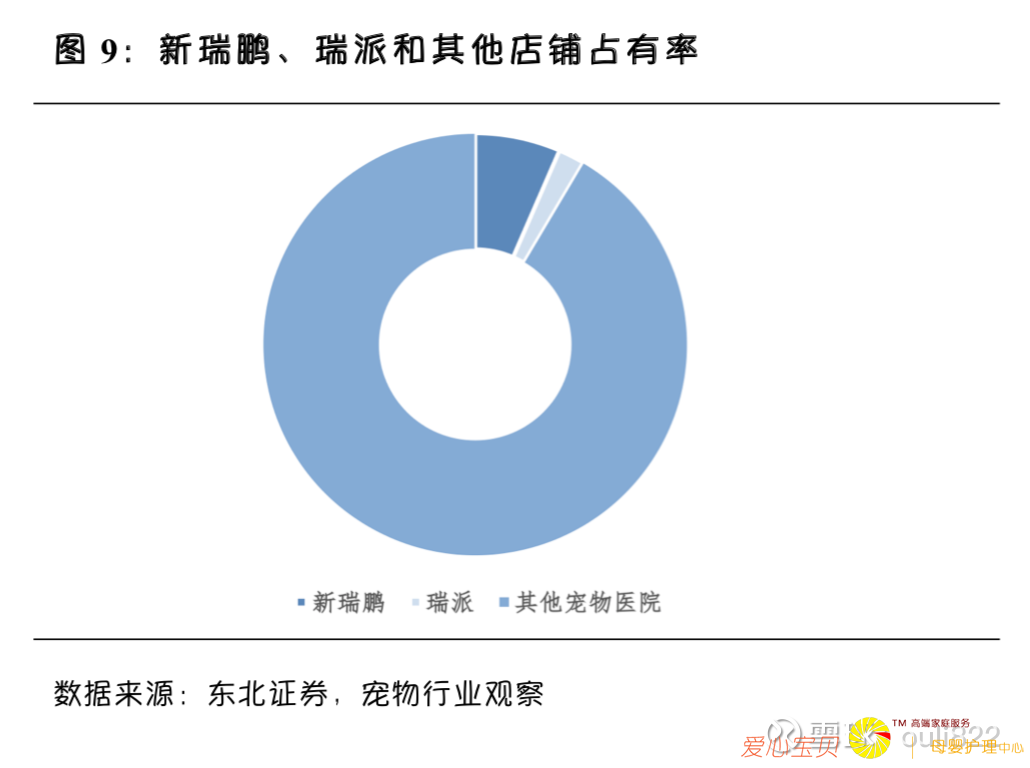 图 9：新瑞鹏、瑞派和其他店铺占有率
新瑞鹏 瑞派 其他宠物医院
数据来源：东北证券，宠物行业观察
TM 高端家庭服务
爱心宝贝
母婴护理中心
ouli822